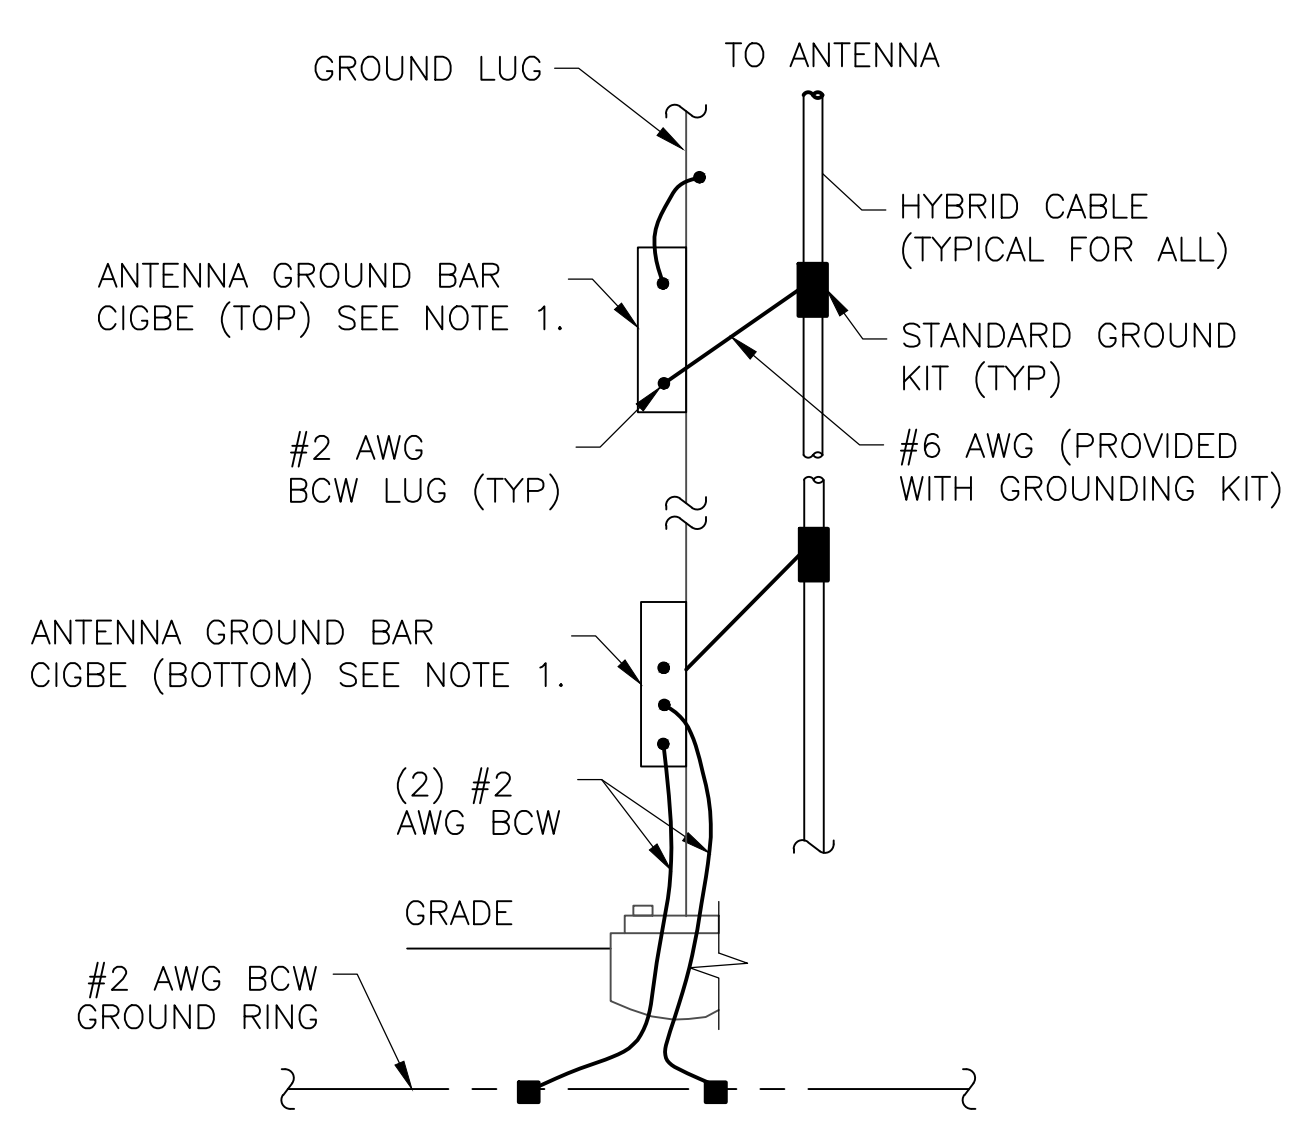 TO ANTENNA
GROUND LUG
HYBRID CABLE
(TYPICAL FOR ALL)
ANTENNA GROUND BAR
CIGBE (TOP) SEE NOTE 1.
STANDARD GROUND
KIT (TYP)
#2 AWG
BCW LUG (TYP)
#6 AWG (PROVIDED
WITH GROUNDING KIT)
ANTENNA GROUND BAR
CIGBE (BOTTOM) SEE NOTE 1.
(2) #2
AWG BCW
GRADE
#2 AWG BCW
GROUND RING